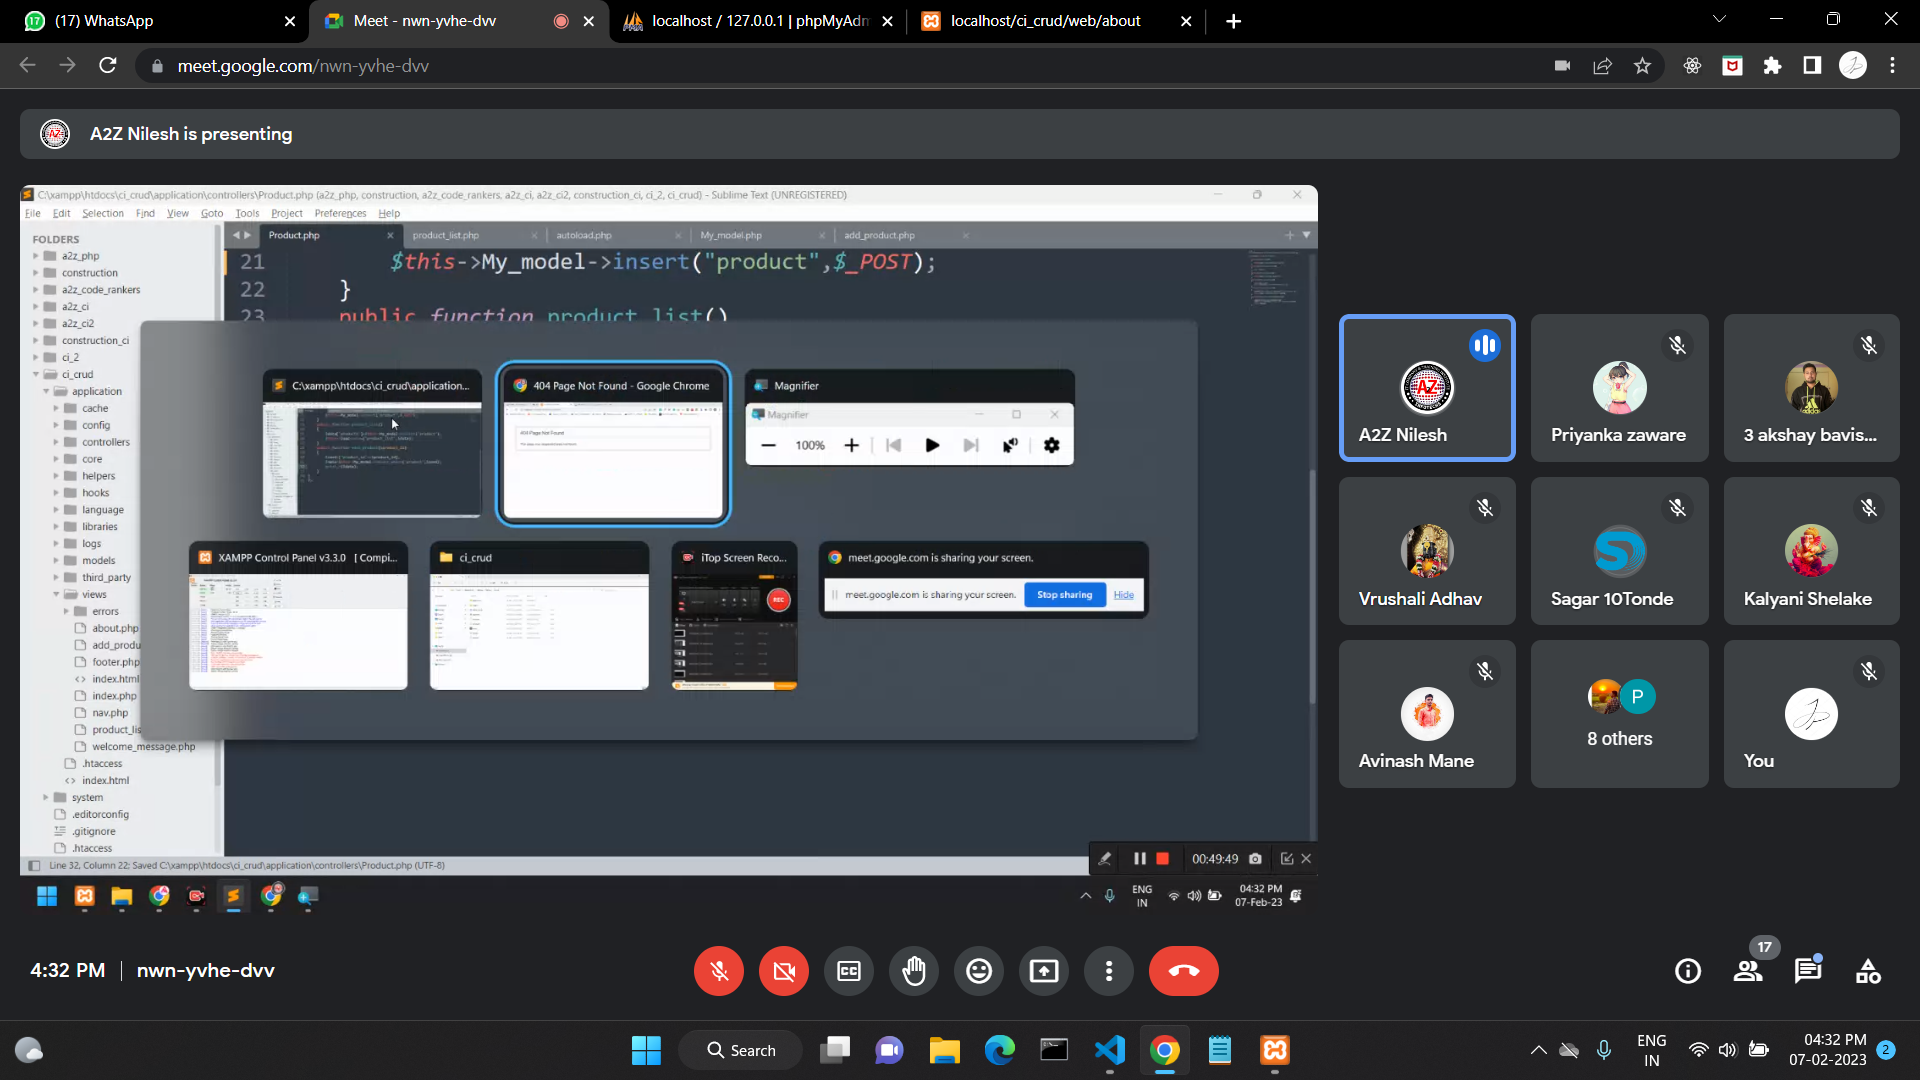 (17) WhatsApp
Meet - nwn-yvhe-dvv
localhost / 127.0.0.1 | phpMyAdm
localhost/ci_crud/web/about
meet.google.com/nwn-yvhe-dvv
A2Z Nilesh is presenting
C:\xampp\htdocs\ci_crud\application\controllers\Product.php (a2z_php, construction, a2z_code_rankers, a2z_ci, a2z_ci2, construction_ci, ci_2, ci_crud) - Sublime Text (UNREGISTERED)
File Edit Selection Find View Goto Tools Project Preferences Help
FOLDERS
a2z_php
construction
a2z_code_rankers
a2z_ci
a2z_ci2
construction_ci
ci_2
ci_crud
application
cache
config
controllers
core
helpers
hooks
language
libraries
logs
models
third_party
views
errors
about.php
add_produ
footer.php
index.html
index.php
nav.php
product_lis
welcome_message.php
.htaccess
index.html
system
.editorconfig
.gitignore
.htaccess
Product.php product_list.php autoload.php My_model.php add_product.php
21 $this->My_model->insert("product",$_POST);
22 }
23 public function product_list()
C:\xampp\htdocs\ci_crud\application...
404 Page Not Found - Google Chrome
404 Page Not Found
Magnifier
Magnifier
100%
XAMPP Control Panel v3.3.0 [ Compi...
ci_crud
iTop Screen Reco...
REC
meet.google.com is sharing your screen.
meet.google.com is sharing your screen. Stop sharing Hide
Line 32, Column 22; Saved C:\xampp\htdocs\ci_crud\application\controllers\Product.php (UTF-8)
00:49:49
ENG
IN
04:32 PM
07-Feb-23
A2Z Nilesh
Priyanka zaware
3 akshay bavis...
Vrushali Adhav
Sagar 10Tonde
Kalyani Shelake
Avinash Mane
P
8 others
You
4:32 PM | nwn-yvhe-dvv
17
Search
ENG
IN
04:32 PM
07-02-2023
2